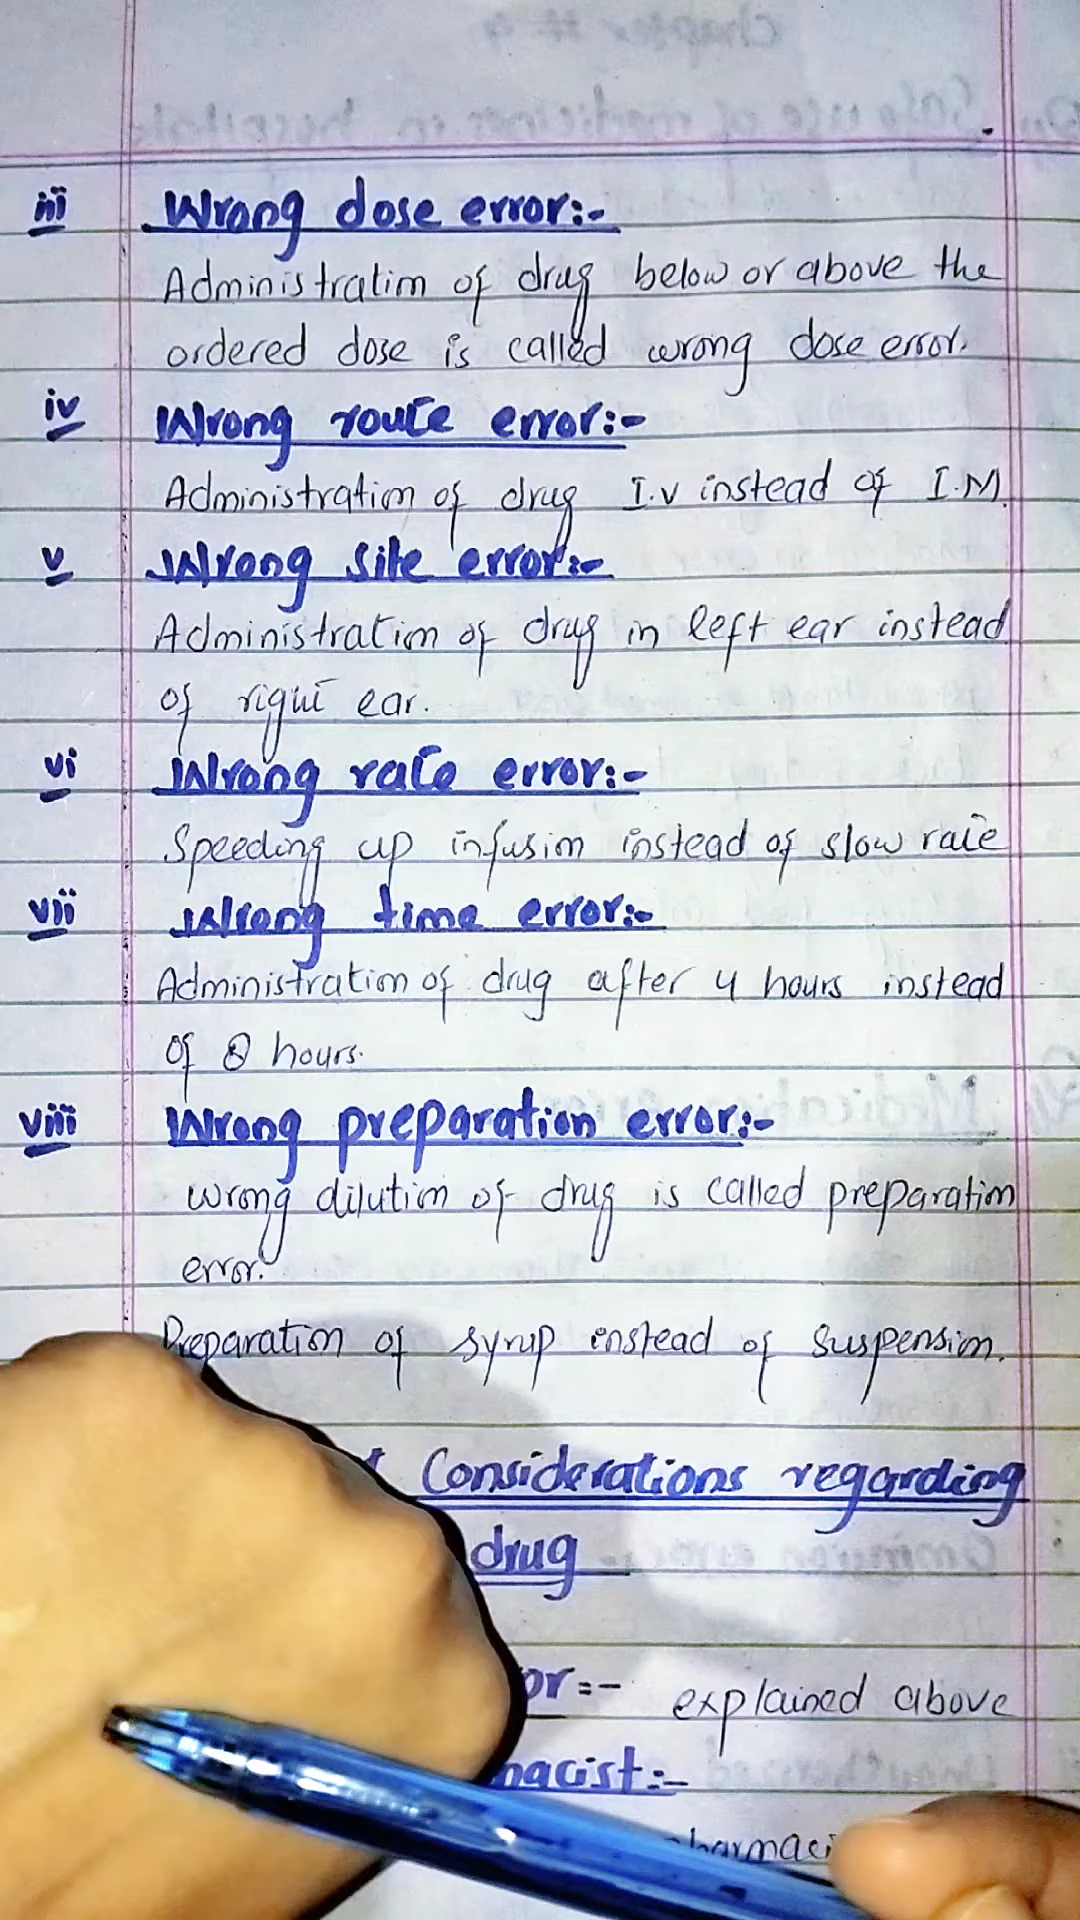 iii Wrong dose error:-
Administration of drug below or above the
ordered dose is called wrong dose error.
iv Wrong route error:-
Administration of drug I.V instead of I.M
v Wrong site error:-
Administration of drug in left ear instead
of right ear.
vi Wrong rate error:-
Speeding up infusion instead of slow rate
vii Wrong time error:-
Administration of drug after 4 hours instead
of 8 hours.
viii Wrong preparation error:-
wrong dilution of drug is called preparation
error.
Preparation of syrup instead of suspension.
Considerations regarding
drug
explained above